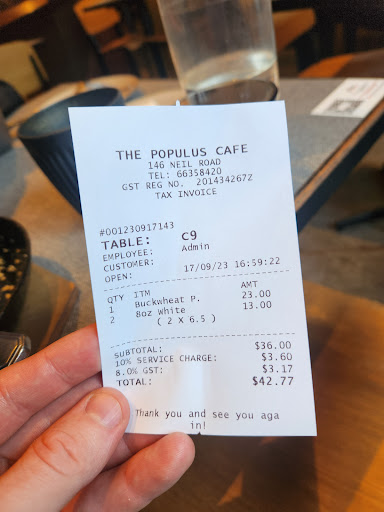 THE POPULUS CAFE
146 NEIL ROAD
TEL: 66358420
GST REG NO. 201434267Z
TAX INVOICE
#001230917143
TABLE: C9
EMPLOYEE: Admin
CUSTOMER:
OPEN: 17/09/23 16:59:22
QTY ITM AMT
1 Buckwheat P. 23.00
2 8oz White 13.00
( 2 X 6.5 )
SUBTOTAL: $36.00
10% SERVICE CHARGE: $3.60
8.0% GST: $3.17
TOTAL: $42.77
Thank you and see you aga
in!